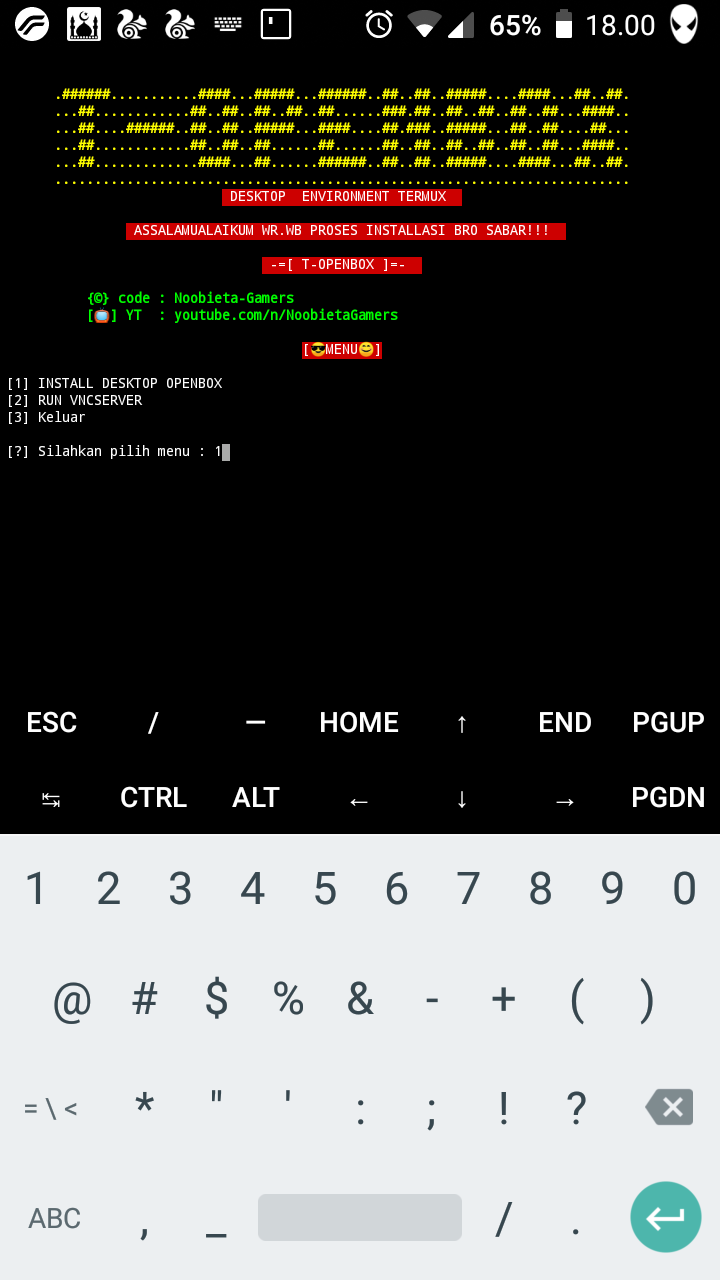 65% 18.00
.######...........####...#####...######..##..##..#####....####...##..##.
...##............##..##..##..##..##......###.##..##..##..##..##...####..
...##....######..##..##..#####...####....##.###..#####...##..##....##...
...##............##..##..##......##......##..##..##..##..##..##...####..
...##.............####...##......######..##..##..#####....####...##..##.
........................................................................
DESKTOP  ENVIRONMENT TERMUX
ASSALAMUALAIKUM WR.WB PROSES INSTALLASI BRO SABAR!!!
-=[ T-OPENBOX ]=-
{©} code : Noobieta-Gamers
[📺] YT  : youtube.com/n/NoobietaGamers
[😎MENU😊]
[1] INSTALL DESKTOP OPENBOX
[2] RUN VNCSERVER
[3] Keluar
[?] Silahkan pilih menu : 1
ESC / — HOME ↑ END PGUP
↹ CTRL ALT ← ↓ → PGDN
1 2 3 4 5 6 7 8 9 0
@ # $ % & - + ( )
= \ < * " ' : ; ! ?
ABC , _ / .